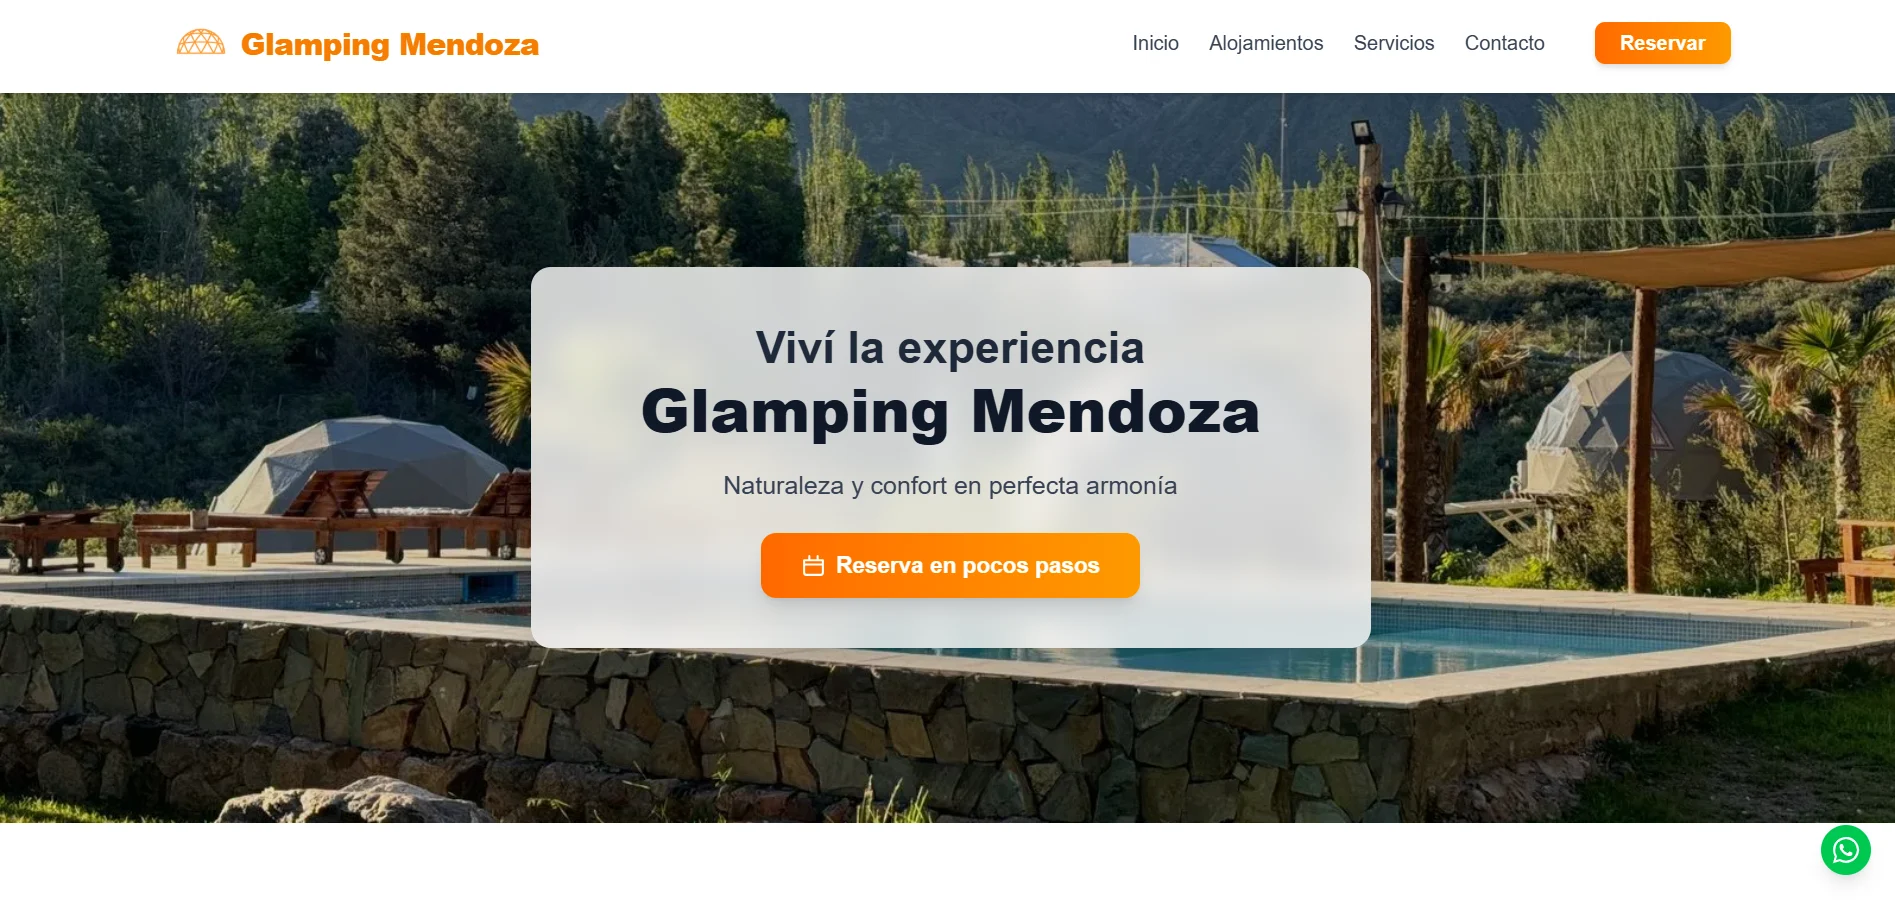 Glamping Mendoza
Inicio
Alojamientos
Servicios
Contacto
Reservar
Viví la experiencia
Glamping Mendoza
Naturaleza y confort en perfecta armonía
Reserva en pocos pasos